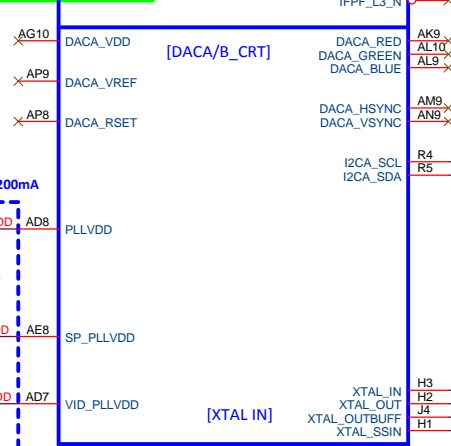 IFPF_L3_N
AG10 DACA_VDD [DACA/B_CRT] DACA_RED AK9
DACA_GREEN AL10
DACA_BLUE AL9
AP9 DACA_VREF
DACA_HSYNC AM9
AP8 DACA_RSET DACA_VSYNC AN9
I2CA_SCL R4
I2CA_SDA R5
200mA
AD8 PLLVDD
AE8 SP_PLLVDD
AD7 VID_PLLVDD [XTAL IN] XTAL_IN H3
XTAL_OUT H2
XTAL_OUTBUFF J4
XTAL_SSIN H1